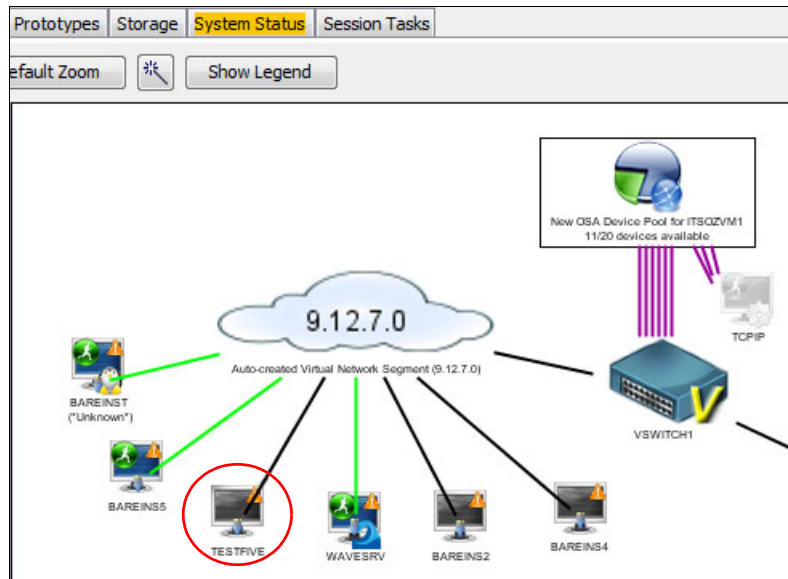 Prototypes
Storage
System Status
Session Tasks
efault Zoom
Show Legend
New OSA Device Pool for ITSOZVM1
11/20 devices available
TCPIP
9.12.7.0
Auto-created Virtual Network Segment (9.12.7.0)
BAREINST
("Unknown")
VSWITCH1
BAREINS5
TESTFIVE
WAVESRV
BAREINS2
BAREINS4